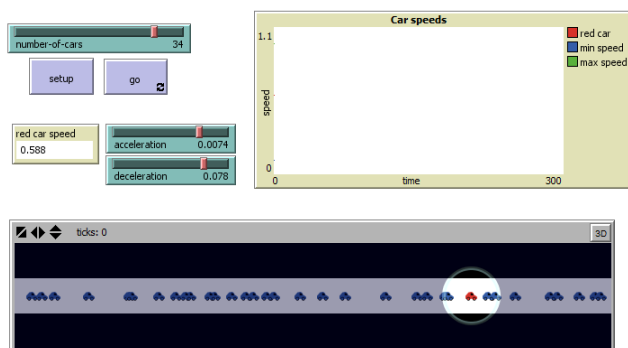 number-of-cars 34
setup
go
red car speed
0.588
acceleration 0.0074
deceleration 0.078
Car speeds
1.1
speed
0
0 time 300
red car
min speed
max speed
ticks: 0
3D